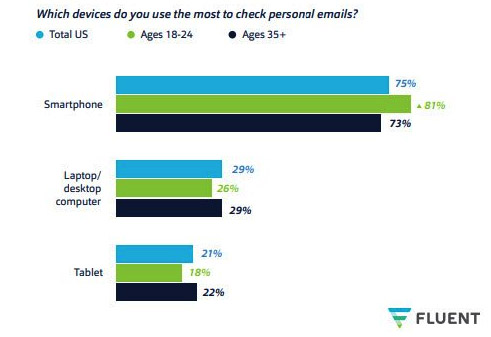 Which devices do you use the most to check personal emails?
Total US Ages 18-24 Ages 35+
Smartphone
75%
▲ 81%
73%
Laptop/
desktop
computer
29%
26%
29%
Tablet
21%
18%
22%
FLUENT